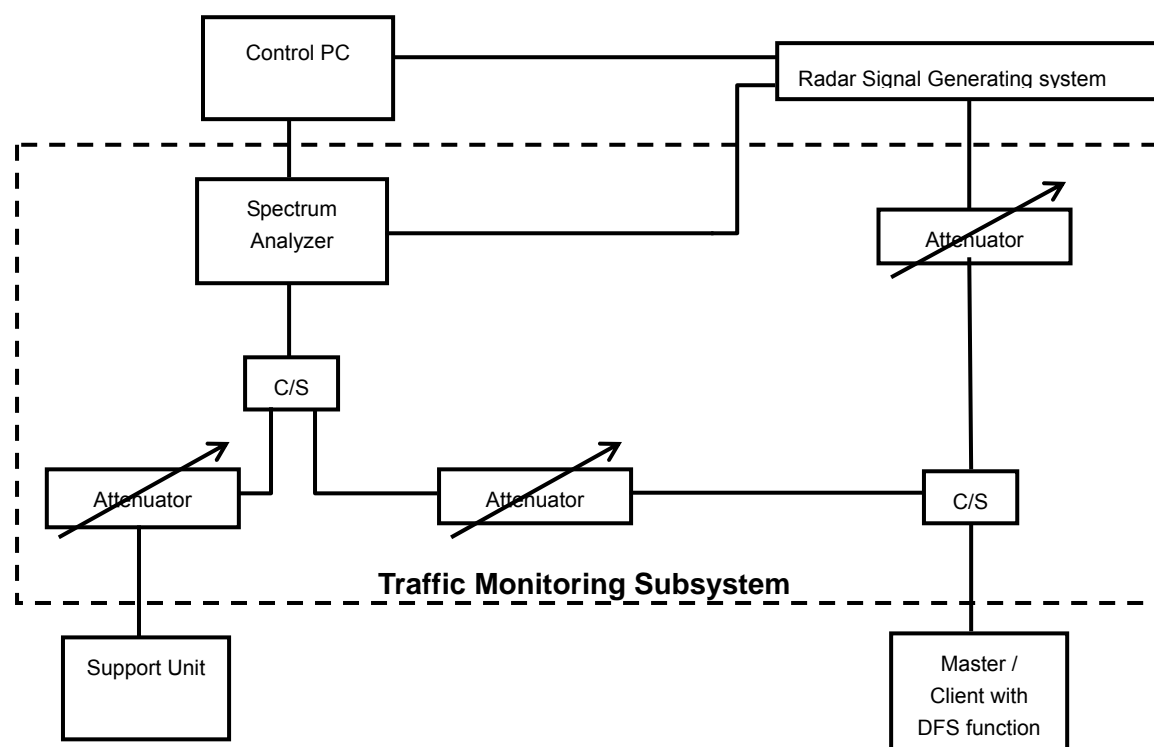 Control PC
Radar Signal Generating system
Spectrum
Analyzer
Attenuator
C/S
Attenuator
Attenuator
C/S
Traffic Monitoring Subsystem
Support Unit
Master /
Client with
DFS function